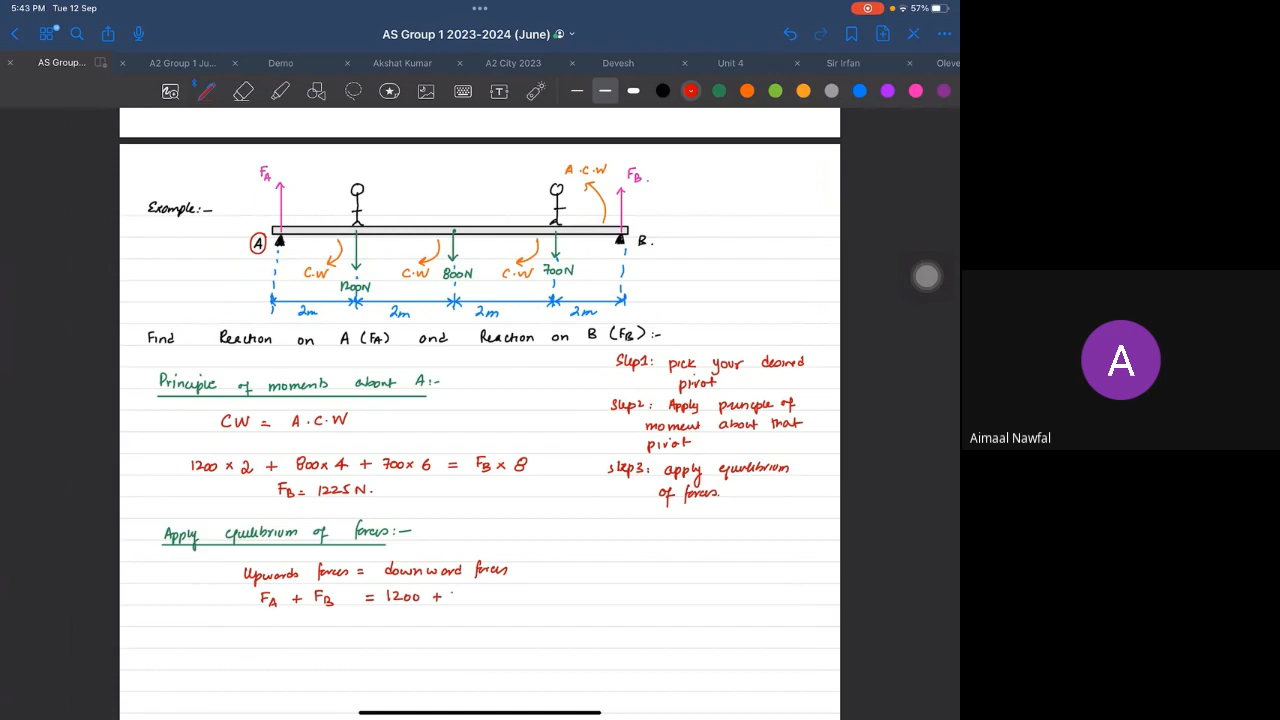 5:43 PM Tue 12 Sep
57%
AS Group 1 2023-2024 (June)
AS Group...
A2 Group 1 Ju...
Demo
Akshat Kumar
A2 City 2023
Devesh
Unit 4
Sir Irfan
Oleve
FA
A.C.W
FB.
Example:-
A
B.
C.W
C.W
C.W
1200N
800N
700N
2m
2m
2m
2m
Find Reaction on A (FA) and Reaction on B (FB):-
Step1: pick your desired
pivot
Step2: Apply principle of
moment about that
pivot
Step3: apply equilibrium
of forces.
Principle of moments about A:-
CW = A.C.W
1200 x 2 + 800x 4 + 700x 6 = FB x 8
FB = 1225 N.
Apply equilibrium of forces:-
Upwards forces = downward forces
FA + FB = 1200 +
A
Aimaal Nawfal